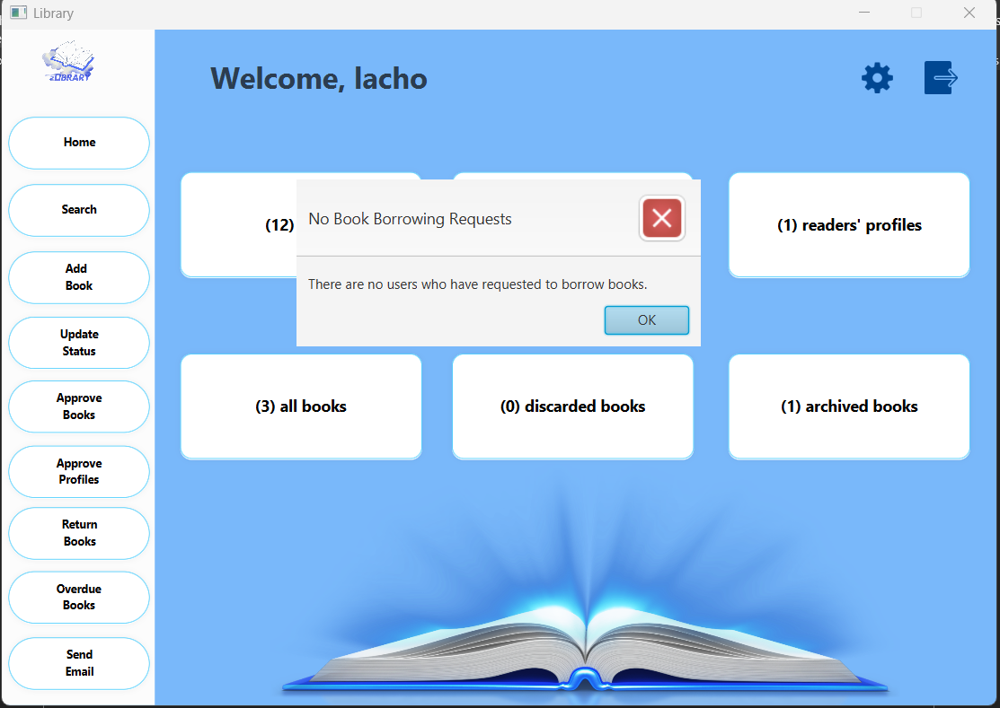 Library
zLIBRARY
Welcome, lacho
Home
Search
Add
Book
Update
Status
Approve
Books
Approve
Profiles
Return
Books
Overdue
Books
Send
Email
(12)
(1) readers' profiles
No Book Borrowing Requests
There are no users who have requested to borrow books.
OK
(3) all books
(0) discarded books
(1) archived books